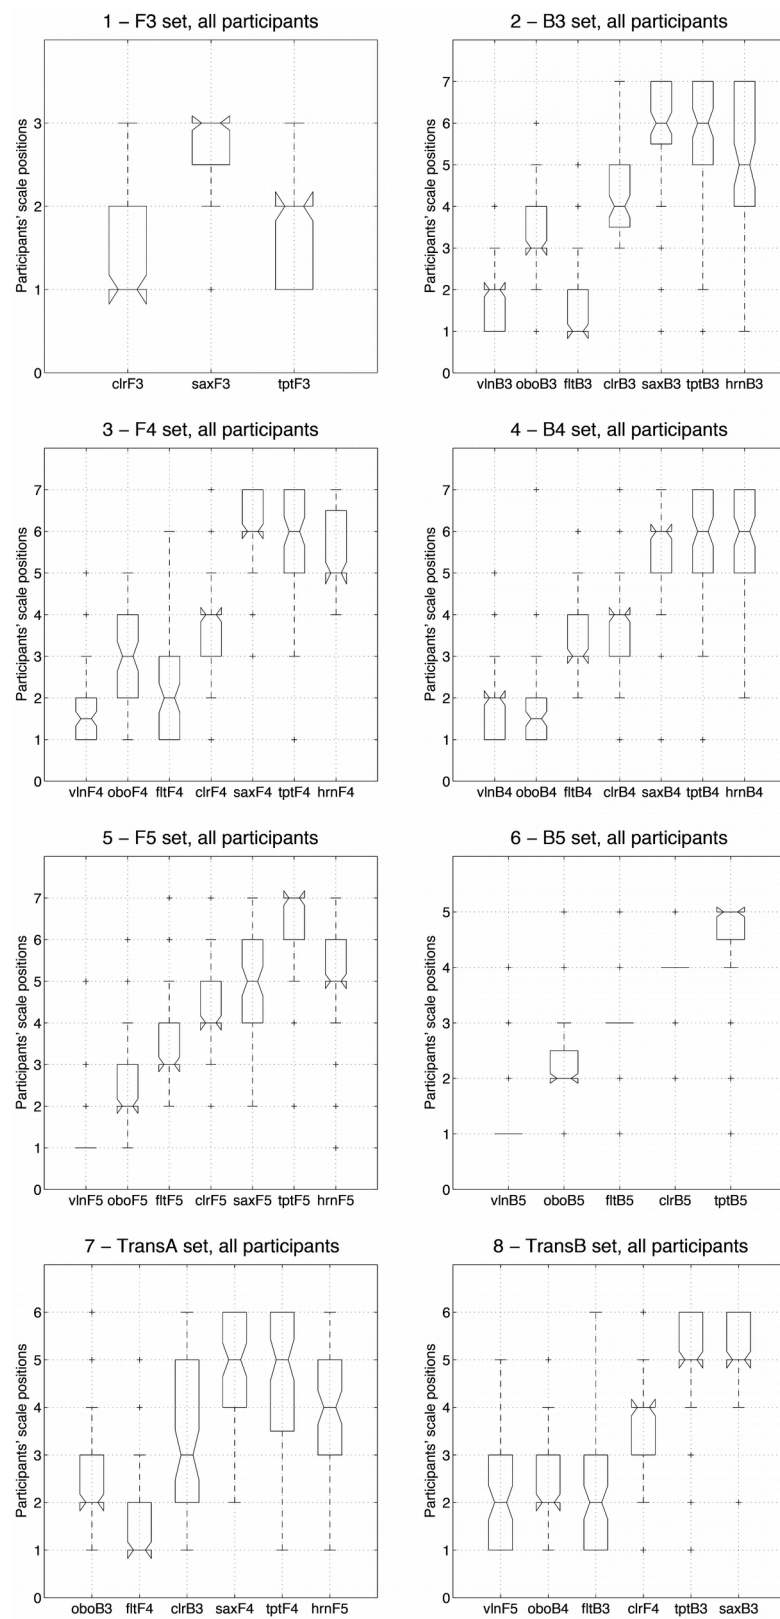 1 – F3 set, all participants
Participants' scale positions
3
2
1
0
clrF3 saxF3 tptF3
2 – B3 set, all participants
Participants' scale positions
7
6
5
4
3
2
1
0
vlnB3 oboB3 fltB3 clrB3 saxB3 tptB3 hrnB3
3 – F4 set, all participants
Participants' scale positions
7
6
5
4
3
2
1
0
vlnF4 oboF4 fltF4 clrF4 saxF4 tptF4 hrnF4
4 – B4 set, all participants
Participants' scale positions
7
6
5
4
3
2
1
0
vlnB4 oboB4 fltB4 clrB4 saxB4 tptB4 hrnB4
5 – F5 set, all participants
Participants' scale positions
7
6
5
4
3
2
1
0
vlnF5 oboF5 fltF5 clrF5 saxF5 tptF5 hrnF5
6 – B5 set, all participants
Participants' scale positions
5
4
3
2
1
0
vlnB5 oboB5 fltB5 clrB5 tptB5
7 – TransA set, all participants
Participants' scale positions
6
5
4
3
2
1
0
oboB3 fltF4 clrB3 saxF4 tptF4 hrnF5
8 – TransB set, all participants
Participants' scale positions
6
5
4
3
2
1
0
vlnF5 oboB4 fltB3 clrF4 tptB3 saxB3